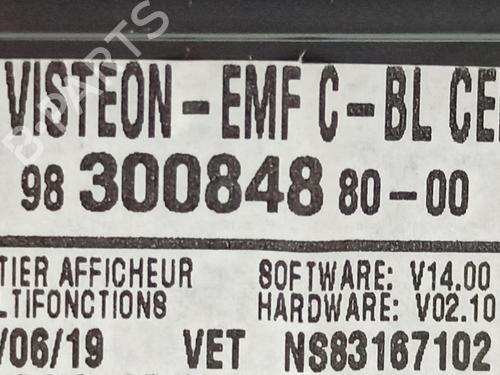 VISTEON-EMF C-BL CE
98 300848 80-00
TIER AFFICHEUR SOFTWARE: V14.00
LTIFONCTIONS HARDWARE: V02.10
/06/19 VET NS83167102
B-PARTS